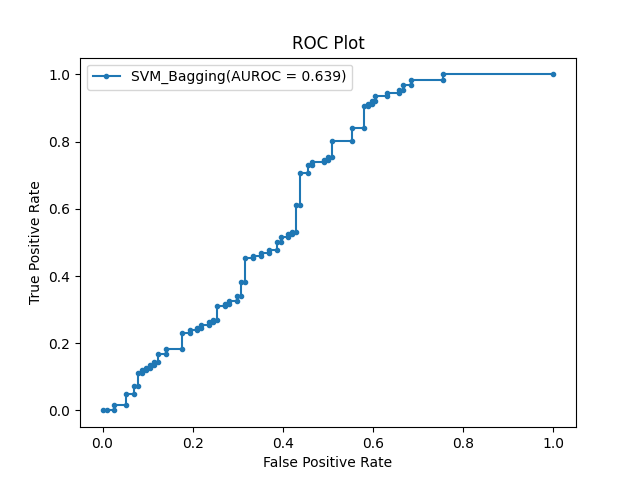 ROC Plot
SVM_Bagging(AUROC = 0.639)
True Positive Rate
1.0
0.8
0.6
0.4
0.2
0.0
0.0 0.2 0.4 0.6 0.8 1.0
False Positive Rate